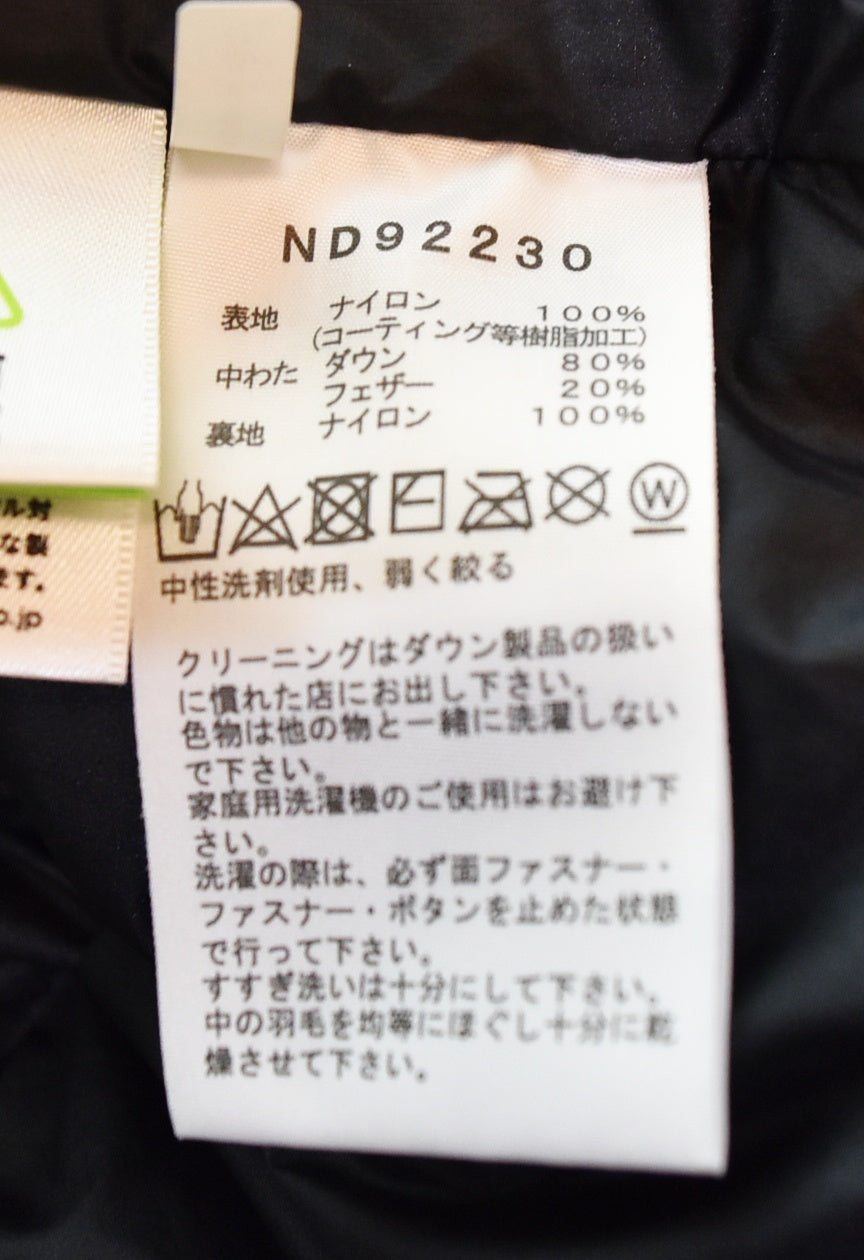 ND92230
表地 ナイロン 100%
(コーティング等樹脂加工)
中わた ダウン 80%
フェザー 20%
裏地 ナイロン 100%
W
中性洗剤使用、弱く絞る
クリーニングはダウン製品の扱い
に慣れた店にお出し下さい。
色物は他の物と一緒に洗濯しない
で下さい。
家庭用洗濯機のご使用はお避け下
さい。
洗濯の際は、必ず面ファスナー・
ファスナー・ボタンを止めた状態
で行って下さい。
すすぎ洗いは十分にして下さい。
中の羽毛を均等にほぐし十分に乾
燥させて下さい。
ル対
な製
ます。
o.jp